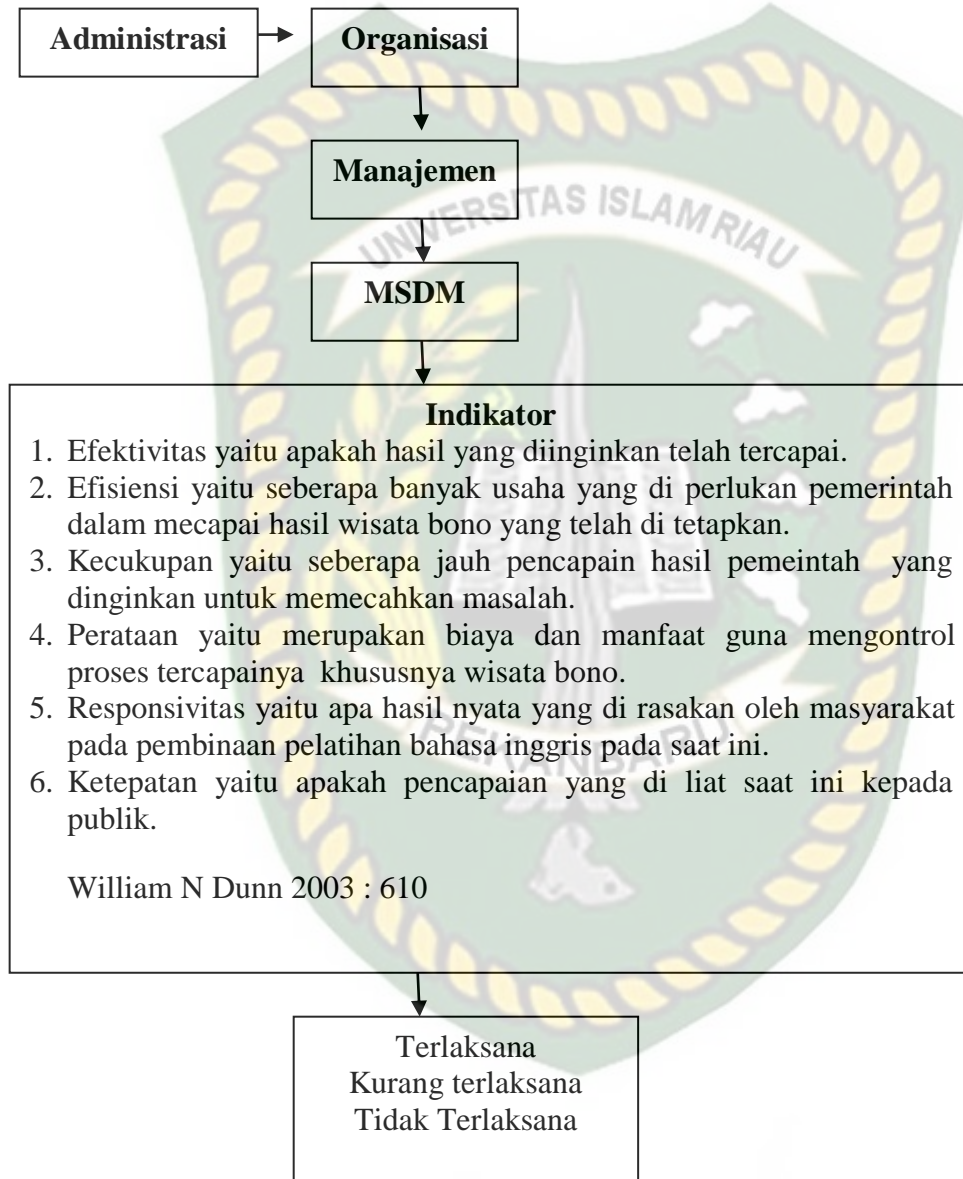 Administrasi
Organisasi
Manajemen
UNIVERSITAS ISLAM RIAU
MSDM
Indikator
1. Efektivitas yaitu apakah hasil yang diinginkan telah tercapai.
2. Efisiensi yaitu seberapa banyak usaha yang di perlukan pemerintah
dalam mecapai hasil wisata bono yang telah di tetapkan.
3. Kecukupan yaitu seberapa jauh pencapain hasil pemeintah yang
dinginkan untuk memecahkan masalah.
4. Perataan yaitu merupakan biaya dan manfaat guna mengontrol
proses tercapainya khususnya wisata bono.
5. Responsivitas yaitu apa hasil nyata yang di rasakan oleh masyarakat
pada pembinaan pelatihan bahasa inggris pada saat ini.
PEKANBARU
6. Ketepatan yaitu apakah pencapaian yang di liat saat ini kepada
publik.
William N Dunn 2003 : 610
Terlaksana
Kurang terlaksana
Tidak Terlaksana